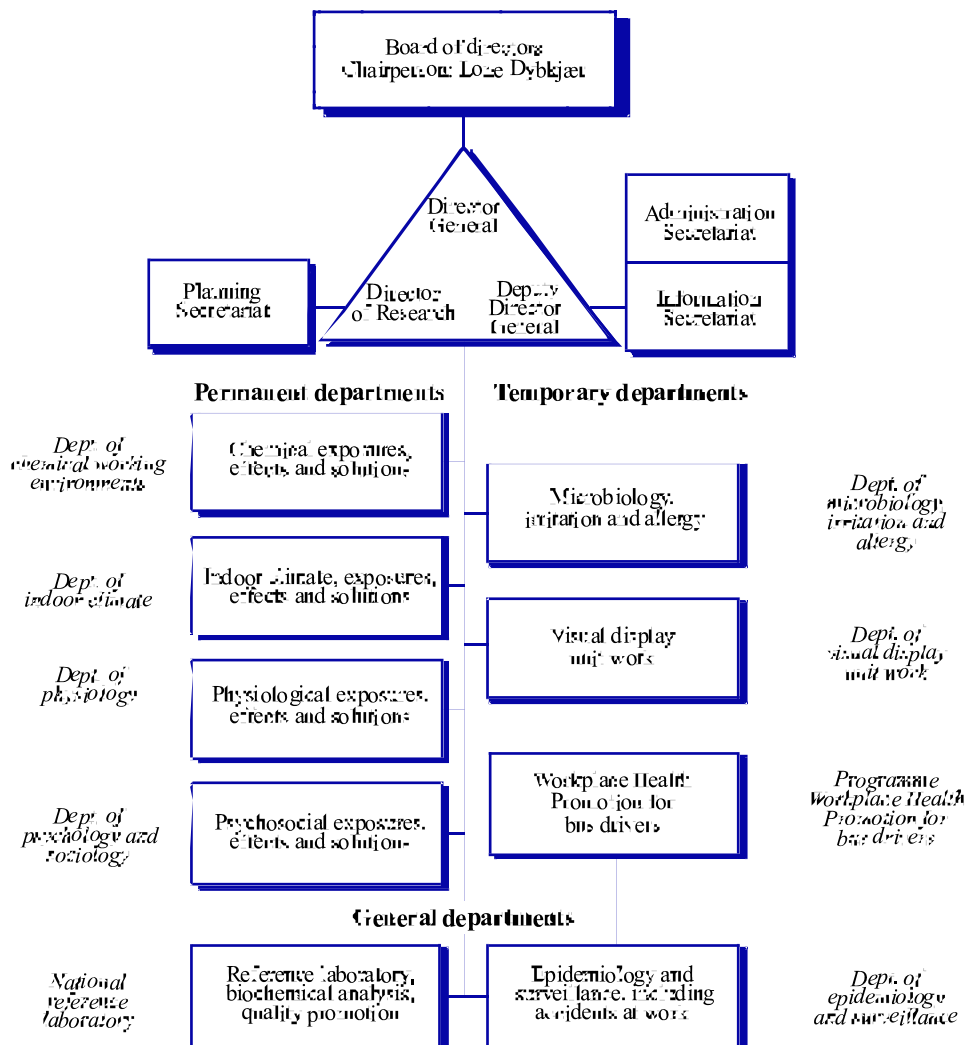 Board of directors
Chairperson: Lone Dybkjær
Director
General
Administration
Secretariat
Planning
Secretariat
Director
of Research
Deputy
Director
General
Information
Secretariat
Permanent departments
Temporary departments
Dept. of
chemical working
environments
Chemical exposures,
effects and solutions
Microbiology,
irritation and allergy
Dept. of
microbiology,
irritation and
allergy
Dept. of
indoor climate
Indoor climate, exposures,
effects and solutions
Visual display
unit work
Dept. of
visual display
unit work
Dept. of
physiology
Physiological exposures,
effects and solutions
Workplace Health
Promotion for
bus drivers
Programme
Workplace Health
Promotion for
bus drivers
Dept. of
psychology and
sociology
Psychosocial exposures,
effects and solutions
General departments
National
reference
laboratory
Reference laboratory,
biochemical analysis,
quality promotion
Epidemiology and
surveillance, including
accidents at work
Dept. of
epidemiology
and surveillance